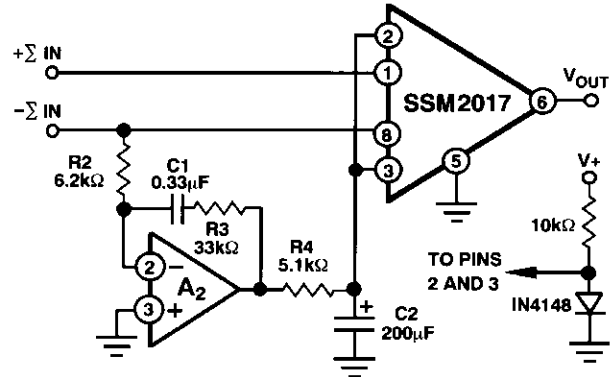 +Σ IN
−Σ IN
2
1
8
3
5
6
SSM2017
VOUT
R2
6.2kΩ
C1
0.33μF
R3
33kΩ
2
−
3
+
A2
R4
5.1kΩ
+
C2
200μF
V+
10kΩ
TO PINS
2 AND 3
IN4148